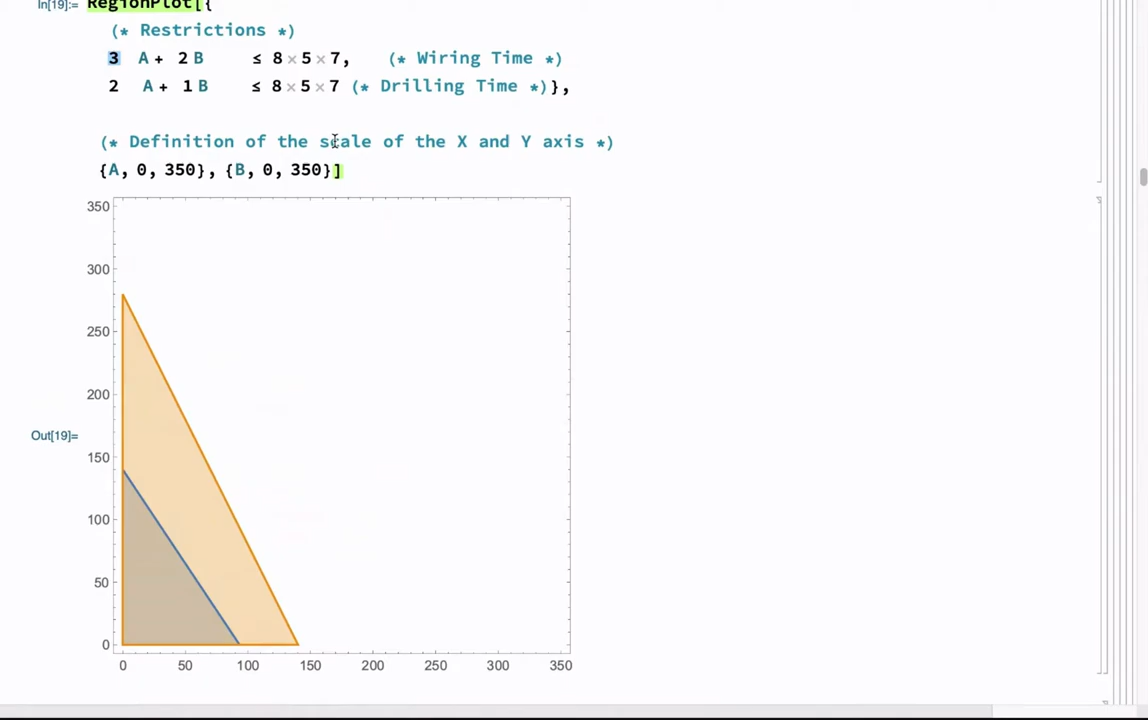 In[19]:= RegionPlot[{
(* Restrictions *)
3 A + 2 B ≤ 8 × 5 × 7, (* Wiring Time *)
2 A + 1 B ≤ 8 × 5 × 7 (* Drilling Time *)},
(* Definition of the scale of the X and Y axis *)
{A, 0, 350}, {B, 0, 350}]
350
300
250
200
Out[19]=
150
100
50
0
0 50 100 150 200 250 300 350